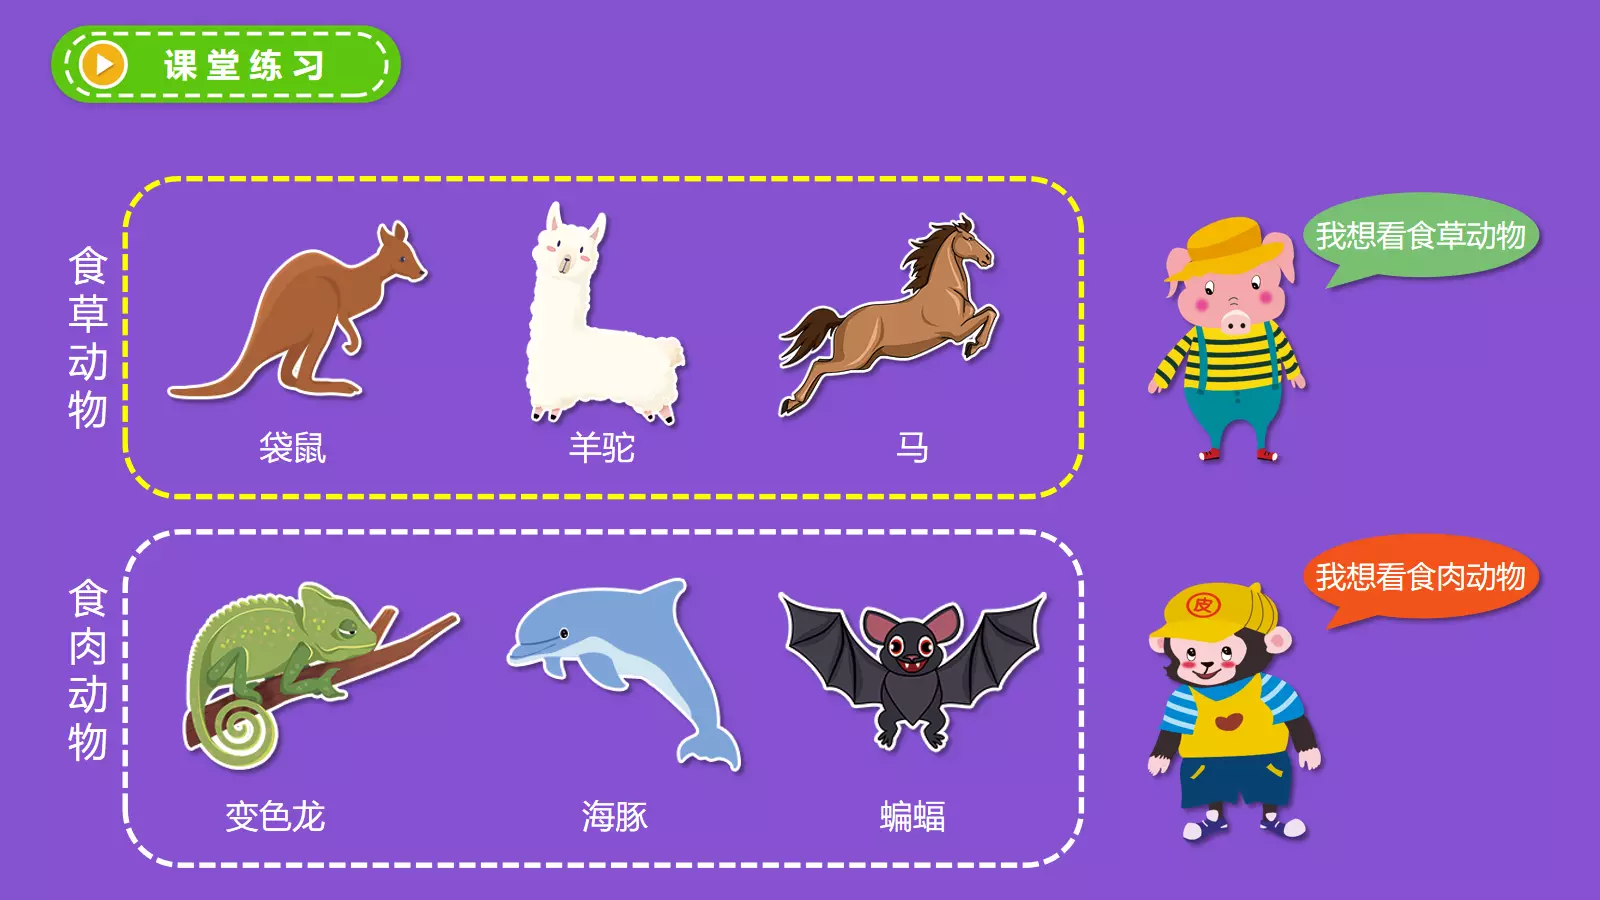 课堂练习
食草动物
袋鼠
羊驼
马
我想看食草动物
食肉动物
变色龙
海豚
蝙蝠
我想看食肉动物
皮